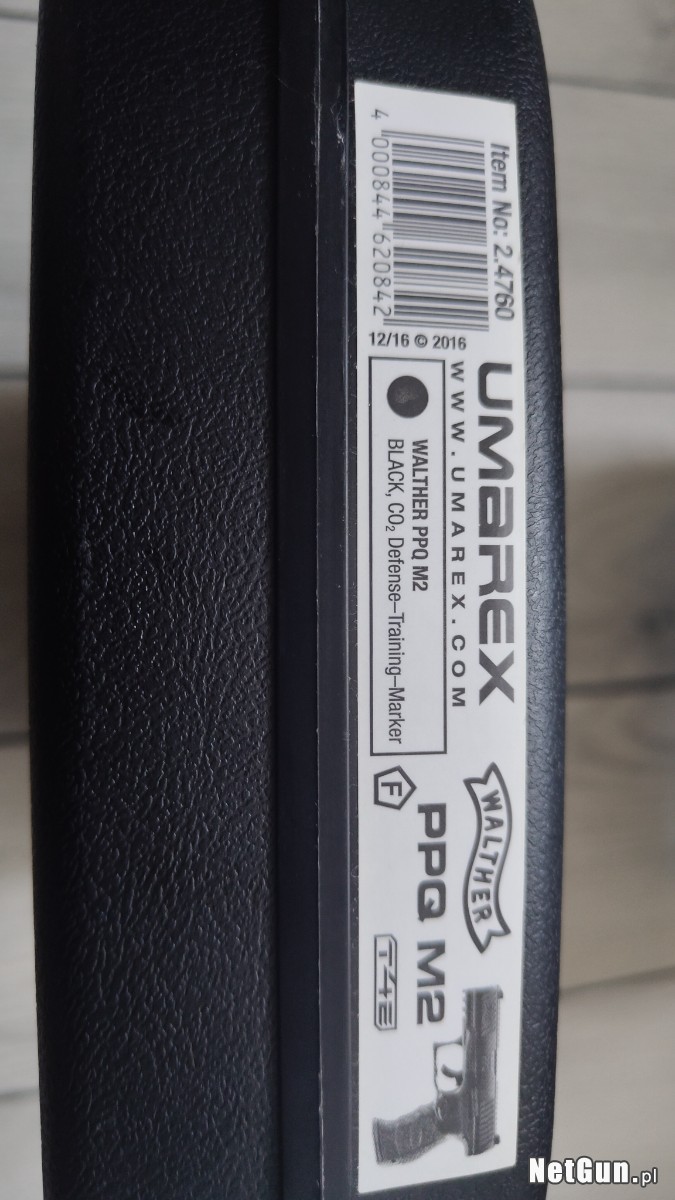 Item No: 2.4760
4 000844 620842
12/16 © 2016
UMAREX
WWW.UMAREX.COM
WALTHER PPQ M2
BLACK, CO₂ Defense–Training–Marker
F
WALTHER
PPQ M2
T4E
NetGun.pl